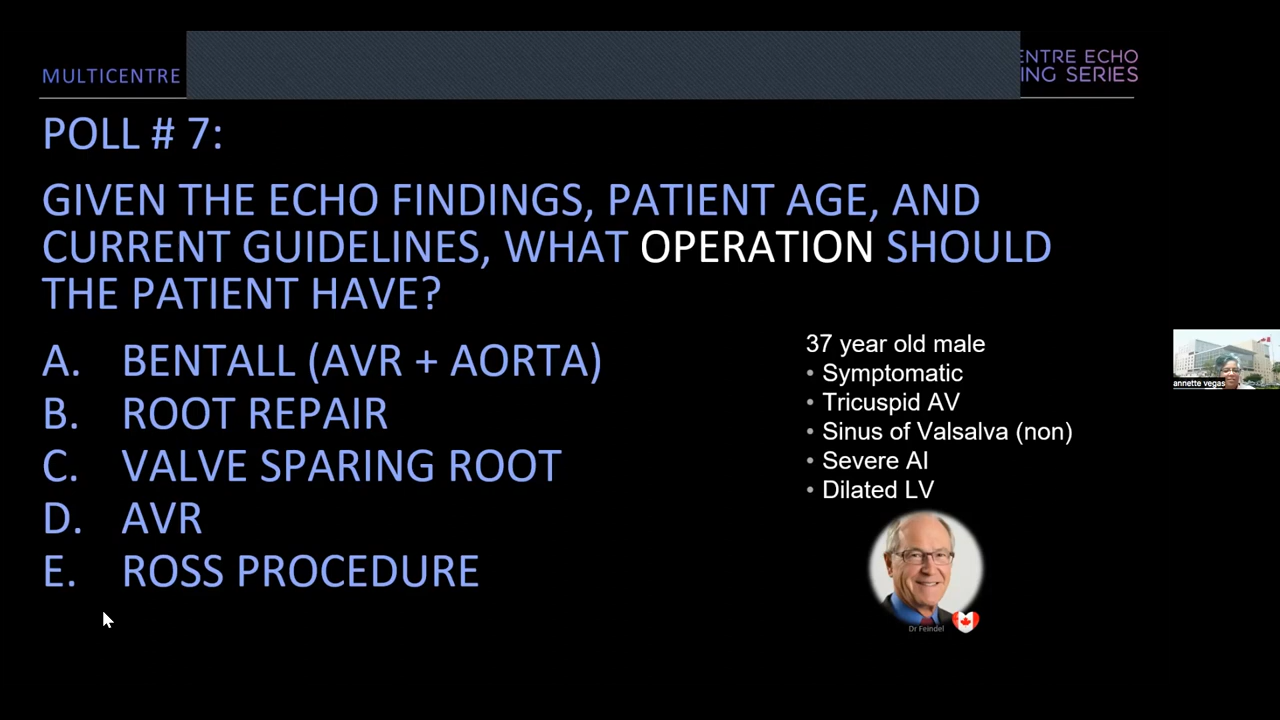 MULTICENTRE
ENTRE ECHO
ING SERIES
POLL # 7:
GIVEN THE ECHO FINDINGS, PATIENT AGE, AND
CURRENT GUIDELINES, WHAT OPERATION SHOULD
THE PATIENT HAVE?
A. BENTALL (AVR + AORTA)
B. ROOT REPAIR
C. VALVE SPARING ROOT
D. AVR
E. ROSS PROCEDURE
37 year old male
• Symptomatic
• Tricuspid AV
• Sinus of Valsalva (non)
• Severe AI
• Dilated LV
Dr Feindel
annette vegas